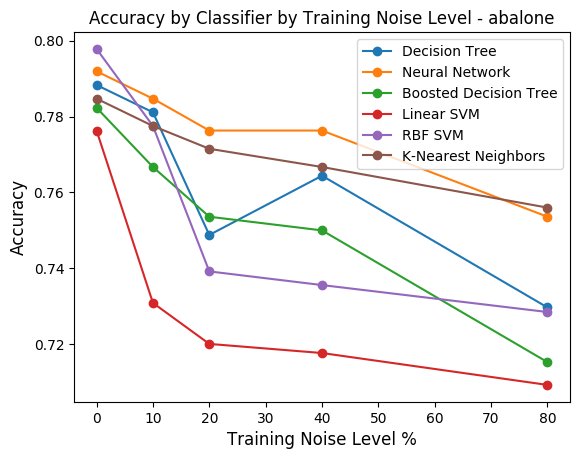 Accuracy by Classifier by Training Noise Level - abalone
Decision Tree
Neural Network
Boosted Decision Tree
Linear SVM
RBF SVM
K-Nearest Neighbors
Accuracy
0.80
0.78
0.76
0.74
0.72
0 10 20 30 40 50 60 70 80
Training Noise Level %